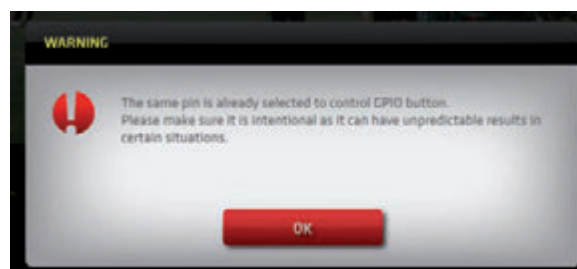 WARNING
The same pin is already selected to control GPIO button.
Please make sure it is intentional as it can have unpredictable results in
certain situations.
OK